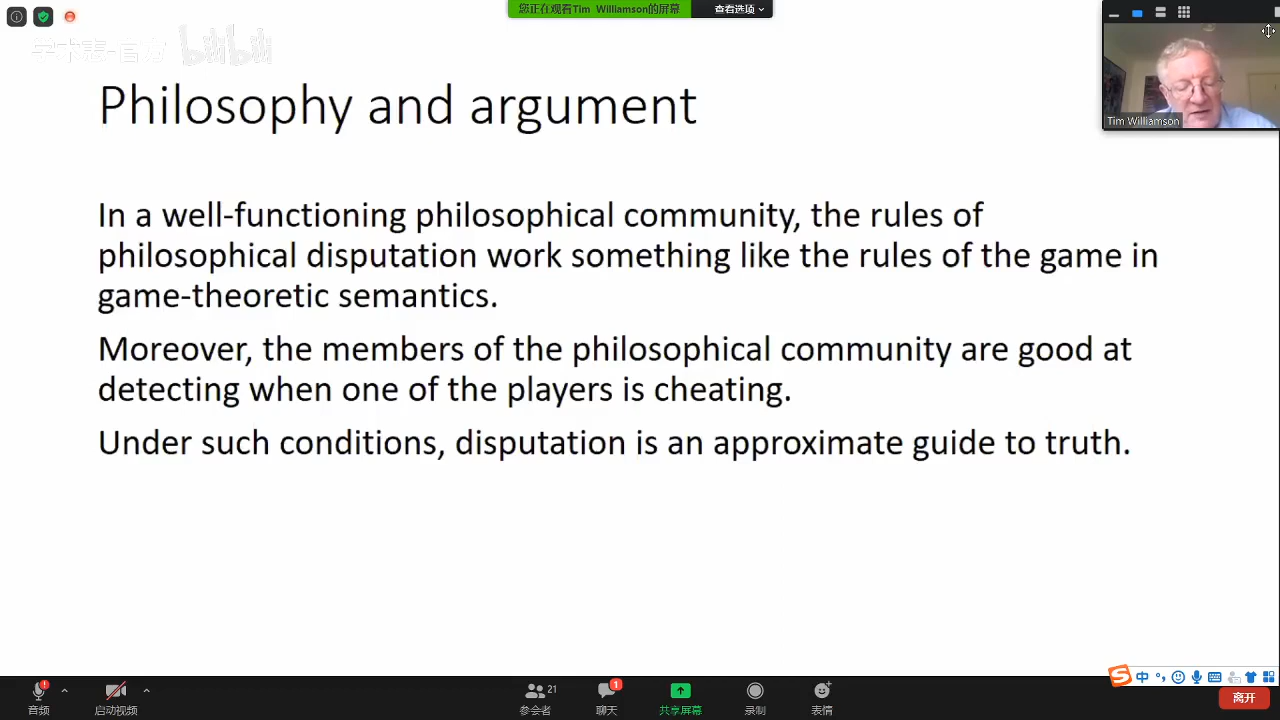 您正在观看Tim Williamson的屏幕
查看选项
bilibili
Tim Williamson
Philosophy and argument
In a well-functioning philosophical community, the rules of
philosophical disputation work something like the rules of the game in
game-theoretic semantics.
Moreover, the members of the philosophical community are good at
detecting when one of the players is cheating.
Under such conditions, disputation is an approximate guide to truth.
中
音频
启动视频
21
参会者
1
聊天
共享屏幕
录制
表情
离开